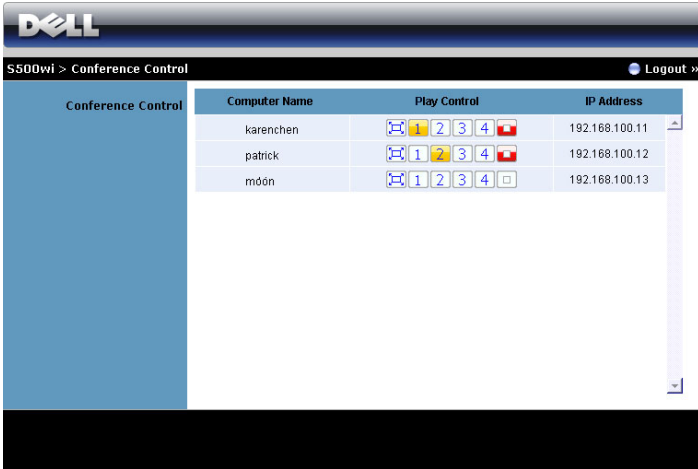 DELL
S500wi > Conference Control
Logout »
Conference Control
Computer Name Play Control IP Address
karenchen 1 2 3 4 192.168.100.11
patrick 1 2 3 4 192.168.100.12
móón 1 2 3 4 192.168.100.13